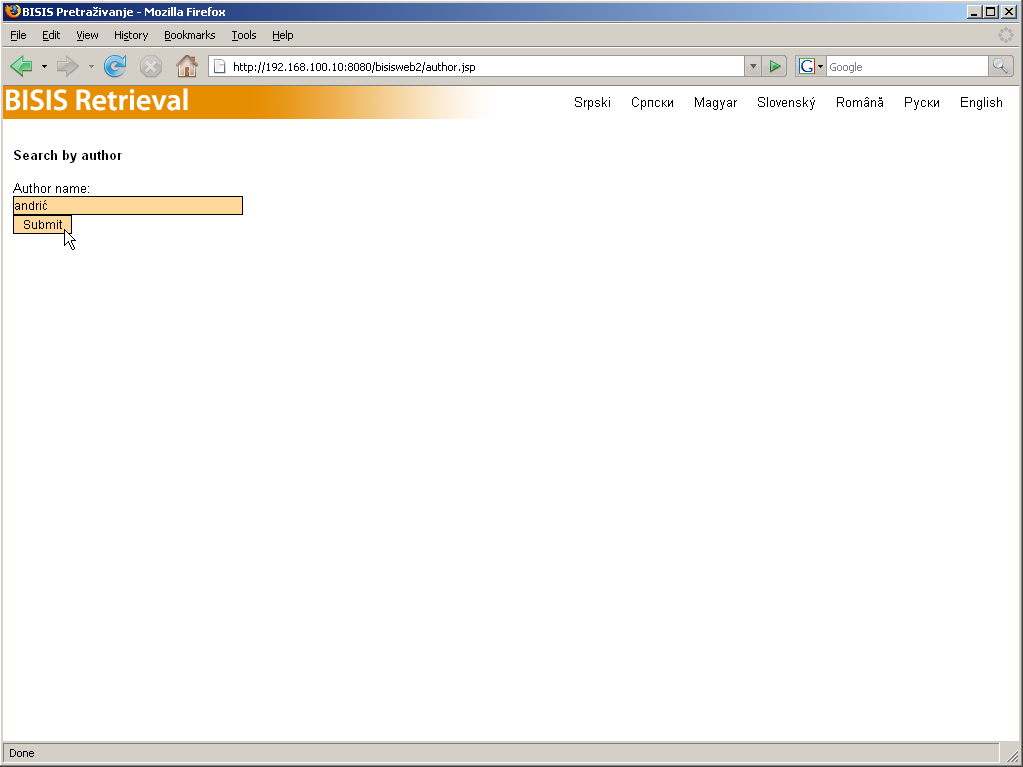 BISIS Pretraživanje - Mozilla Firefox
File Edit View History Bookmarks Tools Help
http://192.168.100.10:8080/bisisweb2/author.jsp G Google
BISIS Retrieval Srpski Српски Magyar Slovenský Română Руски English
Search by author
Author name:
andrić
Submit
Done